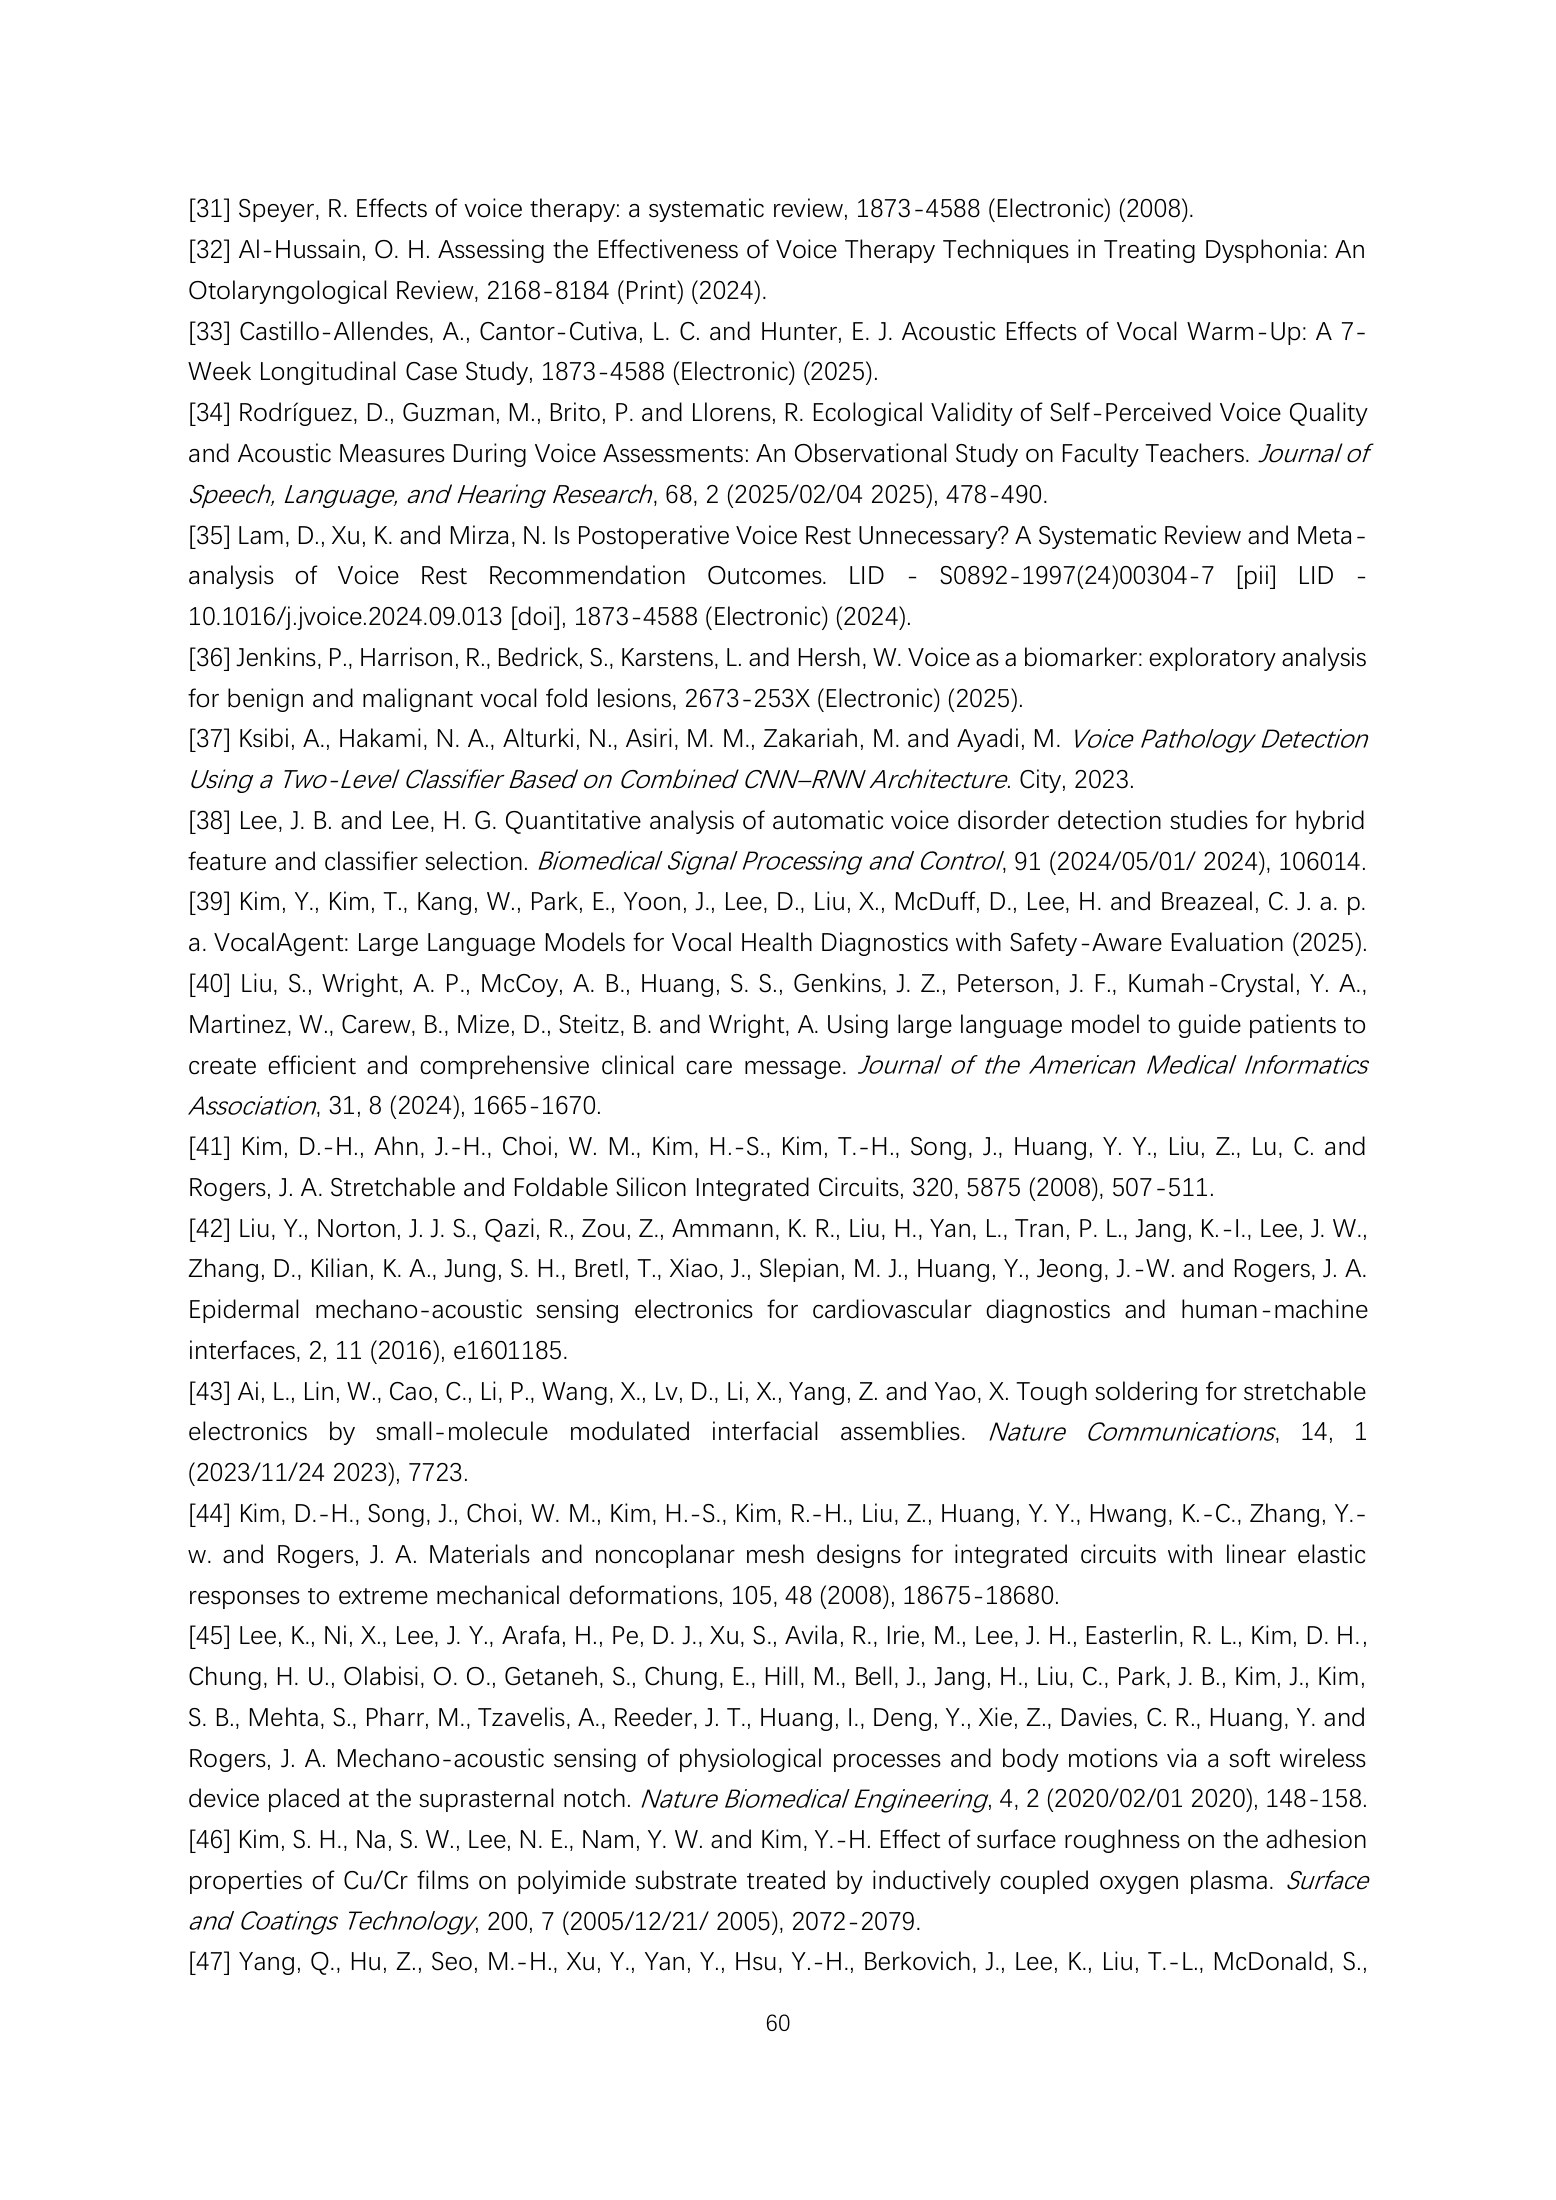 [31] Speyer, R. Effects of voice therapy: a systematic review, 1873-4588 (Electronic) (2008).
[32] Al-Hussain, O. H. Assessing the Effectiveness of Voice Therapy Techniques in Treating Dysphonia: An
Otolaryngological Review, 2168-8184 (Print) (2024).
[33] Castillo-Allendes, A., Cantor-Cutiva, L. C. and Hunter, E. J. Acoustic Effects of Vocal Warm-Up: A 7-
Week Longitudinal Case Study, 1873-4588 (Electronic) (2025).
[34] Rodríguez, D., Guzman, M., Brito, P. and Llorens, R. Ecological Validity of Self-Perceived Voice Quality
and Acoustic Measures During Voice Assessments: An Observational Study on Faculty Teachers. Journal of
Speech, Language, and Hearing Research, 68, 2 (2025/02/04 2025), 478-490.
[35] Lam, D., Xu, K. and Mirza, N. Is Postoperative Voice Rest Unnecessary? A Systematic Review and Meta-
analysis of Voice Rest Recommendation Outcomes. LID - S0892-1997(24)00304-7 [pii] LID -
10.1016/j.jvoice.2024.09.013 [doi], 1873-4588 (Electronic) (2024).
[36] Jenkins, P., Harrison, R., Bedrick, S., Karstens, L. and Hersh, W. Voice as a biomarker: exploratory analysis
for benign and malignant vocal fold lesions, 2673-253X (Electronic) (2025).
[37] Ksibi, A., Hakami, N. A., Alturki, N., Asiri, M. M., Zakariah, M. and Ayadi, M. Voice Pathology Detection
Using a Two-Level Classifier Based on Combined CNN–RNN Architecture. City, 2023.
[38] Lee, J. B. and Lee, H. G. Quantitative analysis of automatic voice disorder detection studies for hybrid
feature and classifier selection. Biomedical Signal Processing and Control, 91 (2024/05/01/ 2024), 106014.
[39] Kim, Y., Kim, T., Kang, W., Park, E., Yoon, J., Lee, D., Liu, X., McDuff, D., Lee, H. and Breazeal, C. J. a. p.
a. VocalAgent: Large Language Models for Vocal Health Diagnostics with Safety-Aware Evaluation (2025).
[40] Liu, S., Wright, A. P., McCoy, A. B., Huang, S. S., Genkins, J. Z., Peterson, J. F., Kumah-Crystal, Y. A.,
Martinez, W., Carew, B., Mize, D., Steitz, B. and Wright, A. Using large language model to guide patients to
create efficient and comprehensive clinical care message. Journal of the American Medical Informatics
Association, 31, 8 (2024), 1665-1670.
[41] Kim, D.-H., Ahn, J.-H., Choi, W. M., Kim, H.-S., Kim, T.-H., Song, J., Huang, Y. Y., Liu, Z., Lu, C. and
Rogers, J. A. Stretchable and Foldable Silicon Integrated Circuits, 320, 5875 (2008), 507-511.
[42] Liu, Y., Norton, J. J. S., Qazi, R., Zou, Z., Ammann, K. R., Liu, H., Yan, L., Tran, P. L., Jang, K.-I., Lee, J. W.,
Zhang, D., Kilian, K. A., Jung, S. H., Bretl, T., Xiao, J., Slepian, M. J., Huang, Y., Jeong, J.-W. and Rogers, J. A.
Epidermal mechano-acoustic sensing electronics for cardiovascular diagnostics and human-machine
interfaces, 2, 11 (2016), e1601185.
[43] Ai, L., Lin, W., Cao, C., Li, P., Wang, X., Lv, D., Li, X., Yang, Z. and Yao, X. Tough soldering for stretchable
electronics by small-molecule modulated interfacial assemblies. Nature Communications, 14, 1
(2023/11/24 2023), 7723.
[44] Kim, D.-H., Song, J., Choi, W. M., Kim, H.-S., Kim, R.-H., Liu, Z., Huang, Y. Y., Hwang, K.-C., Zhang, Y.-
w. and Rogers, J. A. Materials and noncoplanar mesh designs for integrated circuits with linear elastic
responses to extreme mechanical deformations, 105, 48 (2008), 18675-18680.
[45] Lee, K., Ni, X., Lee, J. Y., Arafa, H., Pe, D. J., Xu, S., Avila, R., Irie, M., Lee, J. H., Easterlin, R. L., Kim, D. H.,
Chung, H. U., Olabisi, O. O., Getaneh, S., Chung, E., Hill, M., Bell, J., Jang, H., Liu, C., Park, J. B., Kim, J., Kim,
S. B., Mehta, S., Pharr, M., Tzavelis, A., Reeder, J. T., Huang, I., Deng, Y., Xie, Z., Davies, C. R., Huang, Y. and
Rogers, J. A. Mechano-acoustic sensing of physiological processes and body motions via a soft wireless
device placed at the suprasternal notch. Nature Biomedical Engineering, 4, 2 (2020/02/01 2020), 148-158.
[46] Kim, S. H., Na, S. W., Lee, N. E., Nam, Y. W. and Kim, Y.-H. Effect of surface roughness on the adhesion
properties of Cu/Cr films on polyimide substrate treated by inductively coupled oxygen plasma. Surface
and Coatings Technology, 200, 7 (2005/12/21/ 2005), 2072-2079.
[47] Yang, Q., Hu, Z., Seo, M.-H., Xu, Y., Yan, Y., Hsu, Y.-H., Berkovich, J., Lee, K., Liu, T.-L., McDonald, S.,
60